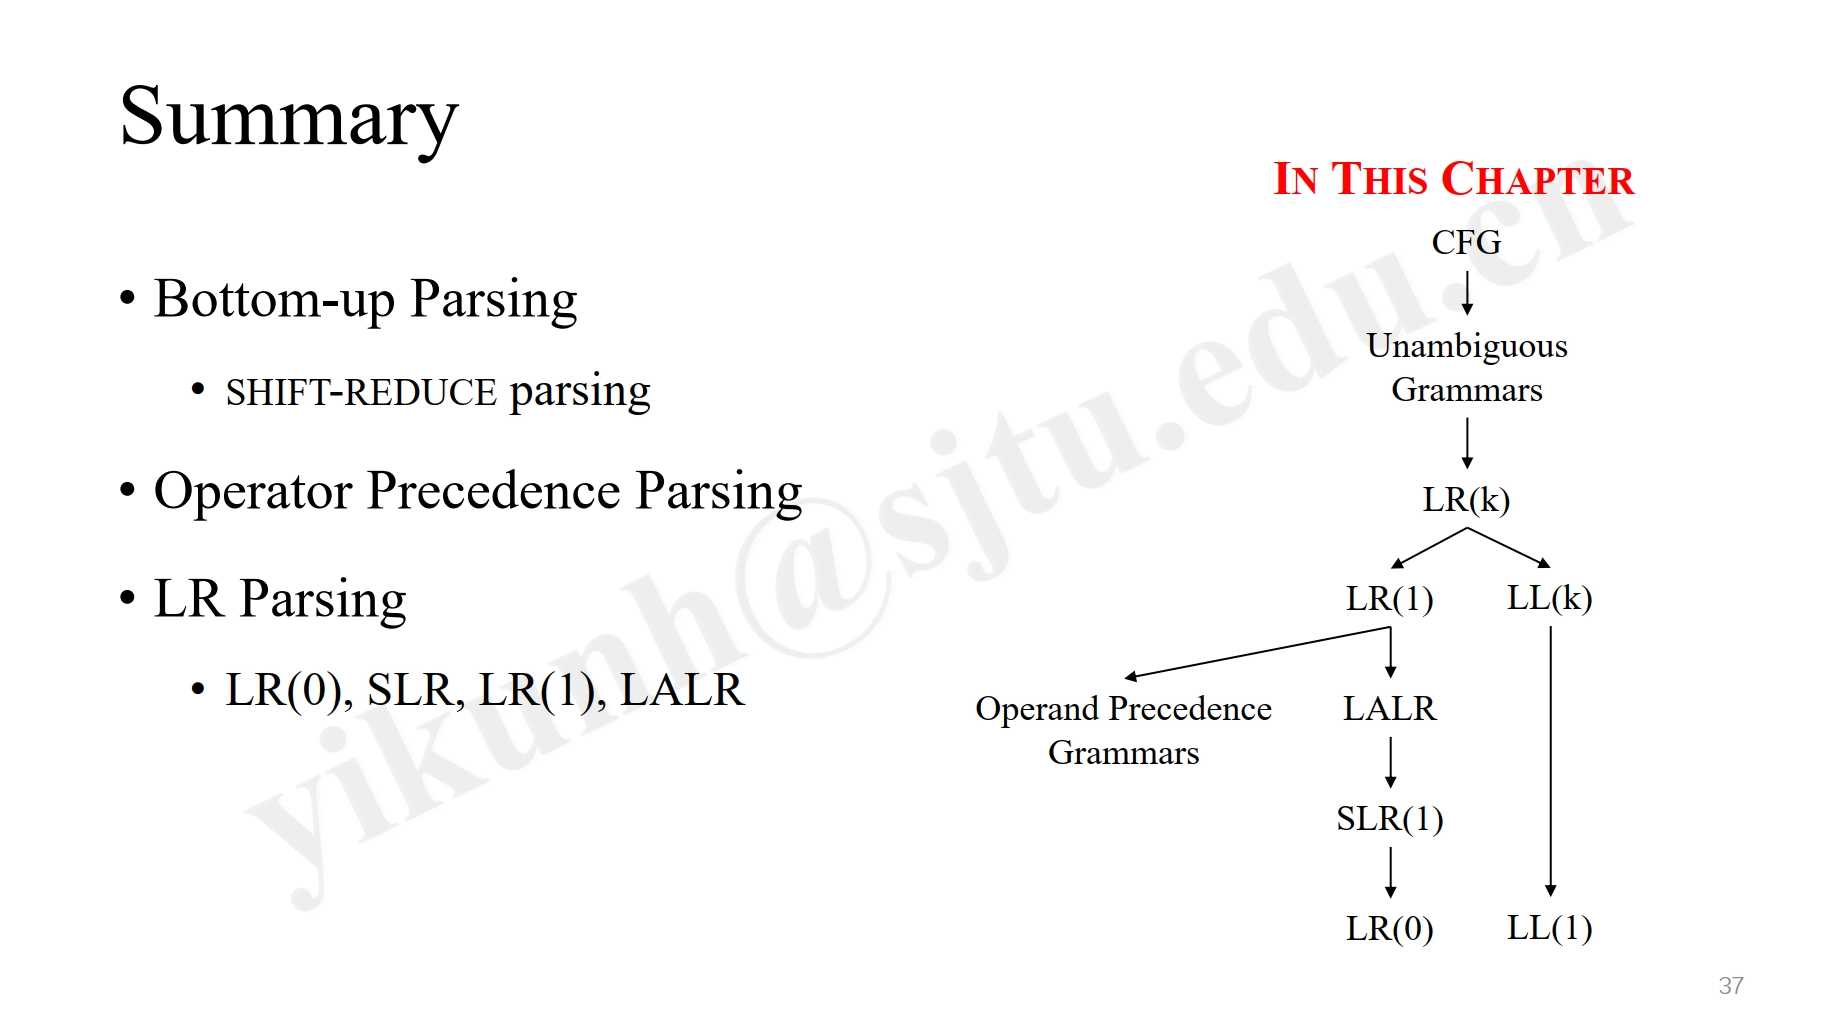 Summary
• Bottom-up Parsing
• SHIFT-REDUCE parsing
• Operator Precedence Parsing
• LR Parsing
• LR(0), SLR, LR(1), LALR
IN THIS CHAPTER
CFG
Unambiguous
Grammars
LR(k)
LR(1) LL(k)
Operand Precedence
Grammars
LALR
SLR(1)
LR(0) LL(1)
yikunh@sjtu.edu.cn
37